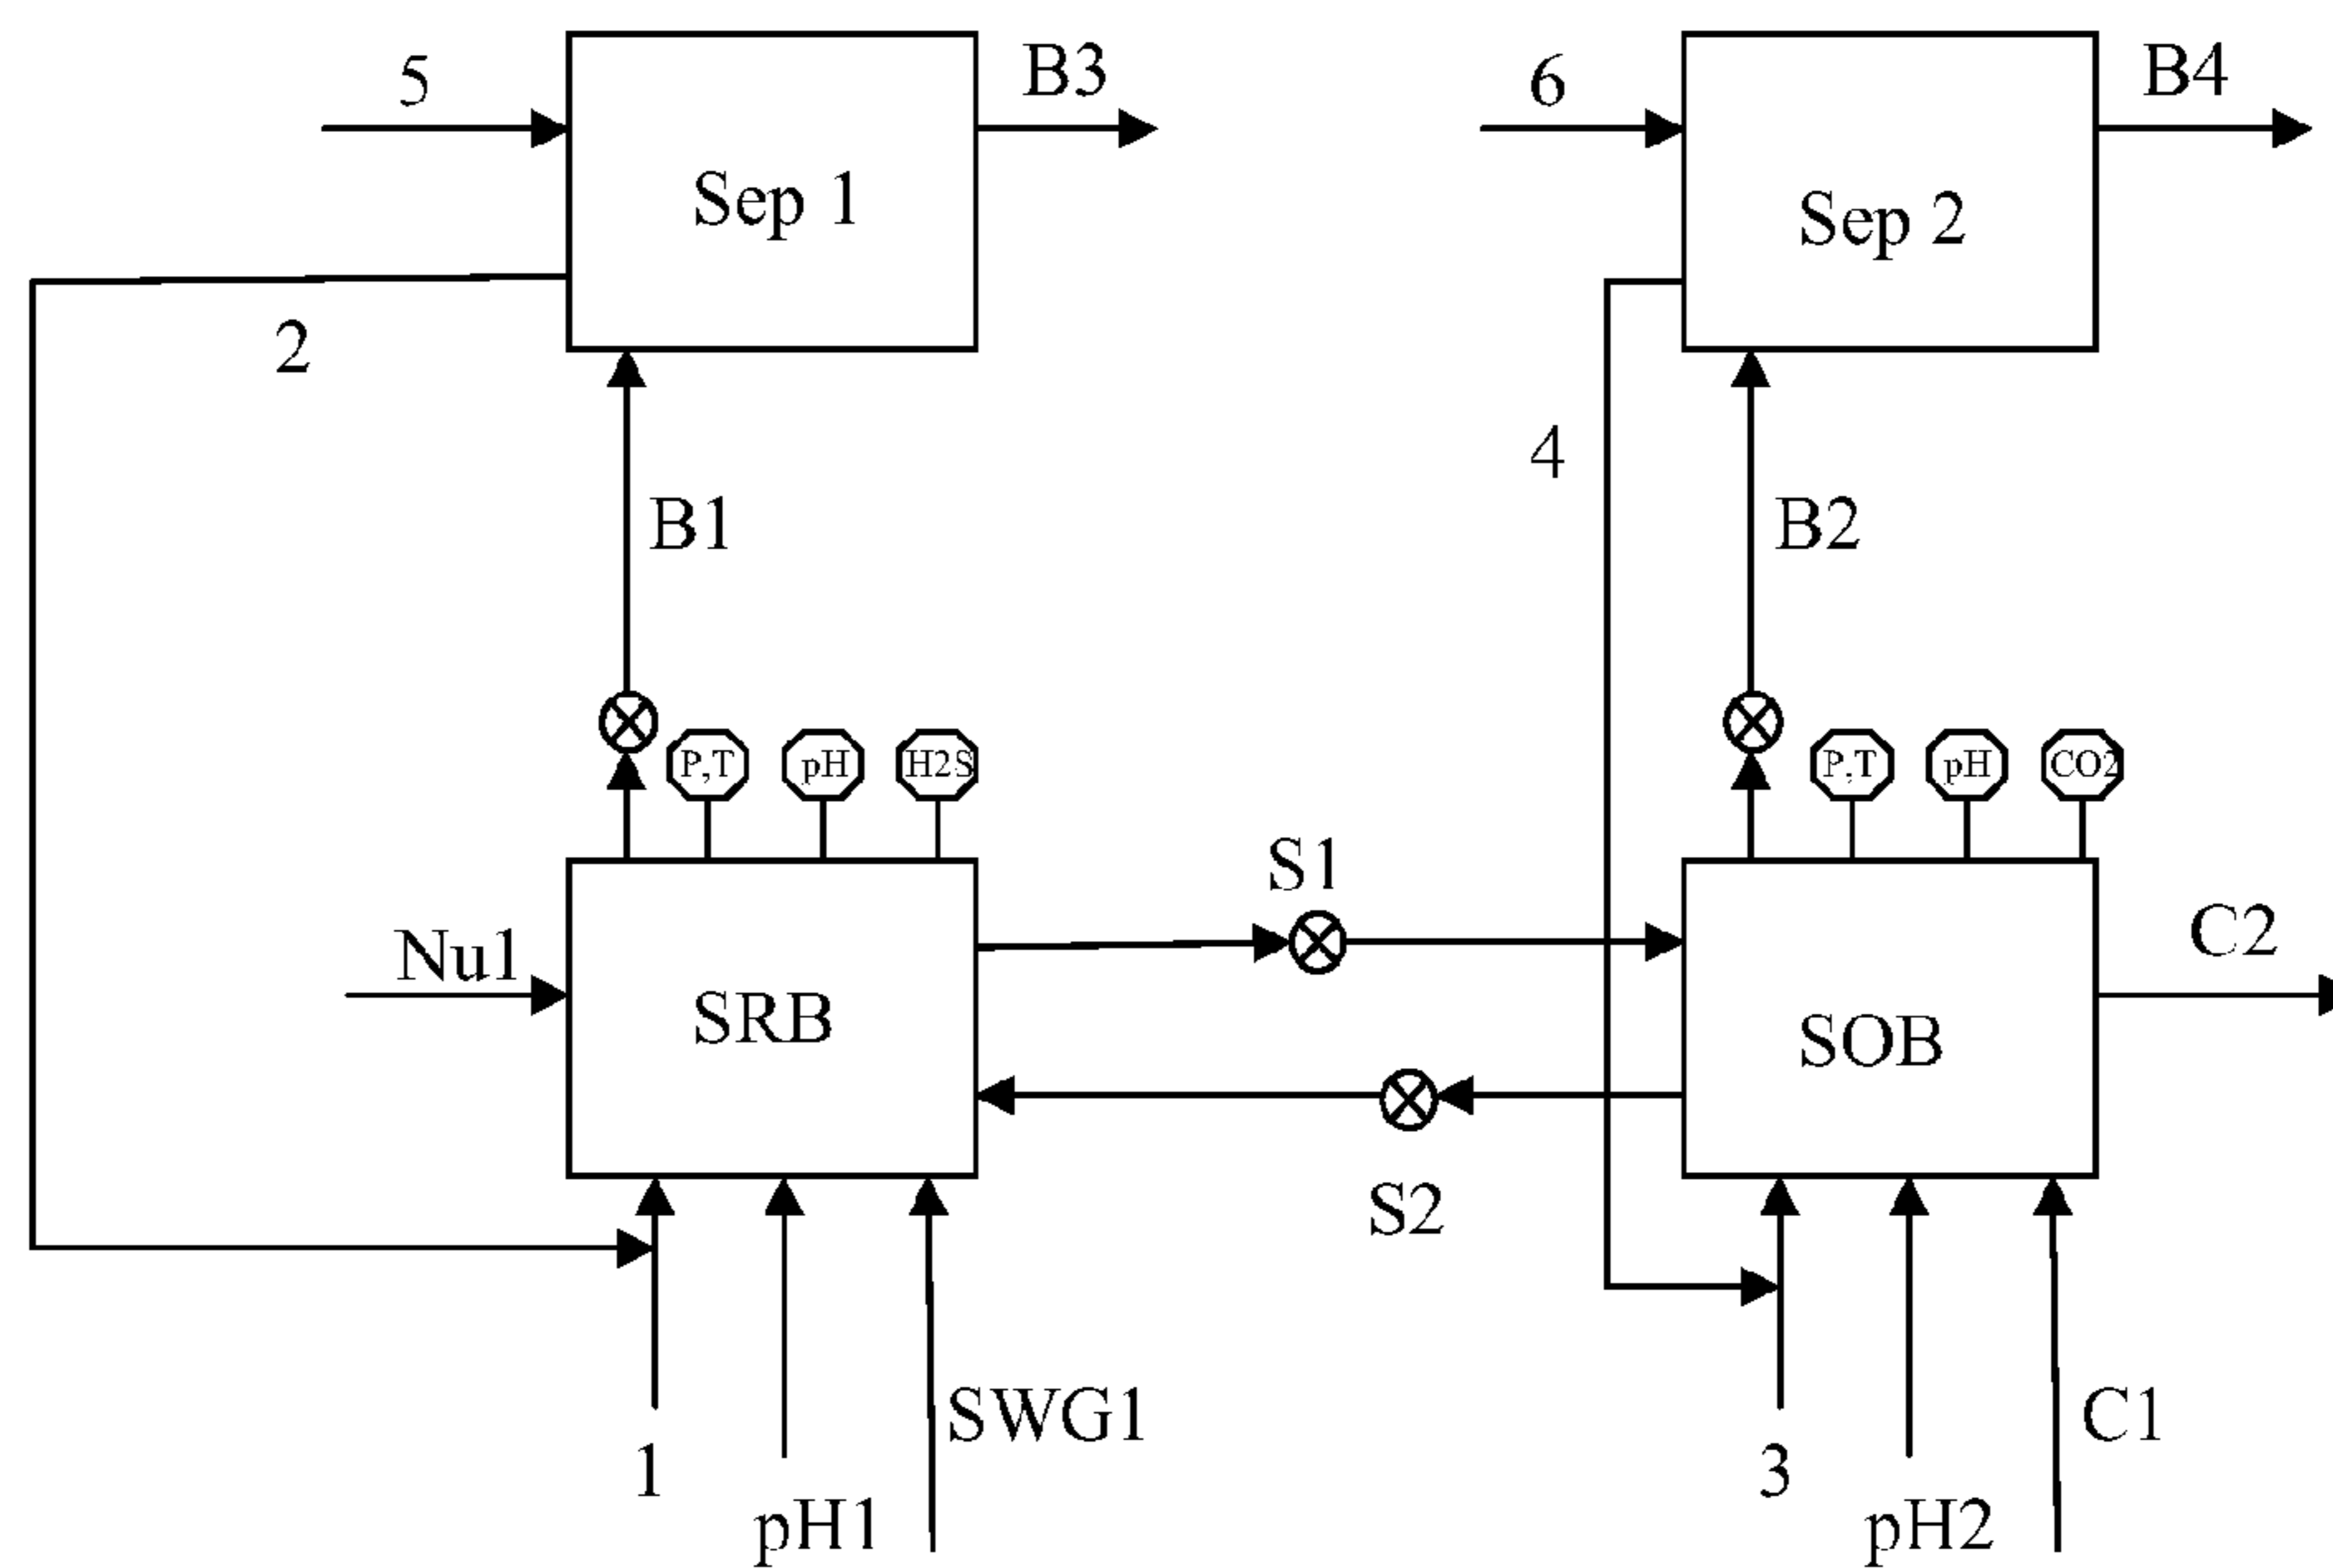 5
B3
6
B4
Sep 1
Sep 2
2
4
B1
B2
P,T
pH
H2S
P,T
pH
CO2
S1
Nu1
C2
SRB
SOB
S2
SWG1
C1
1
3
pH1
pH2